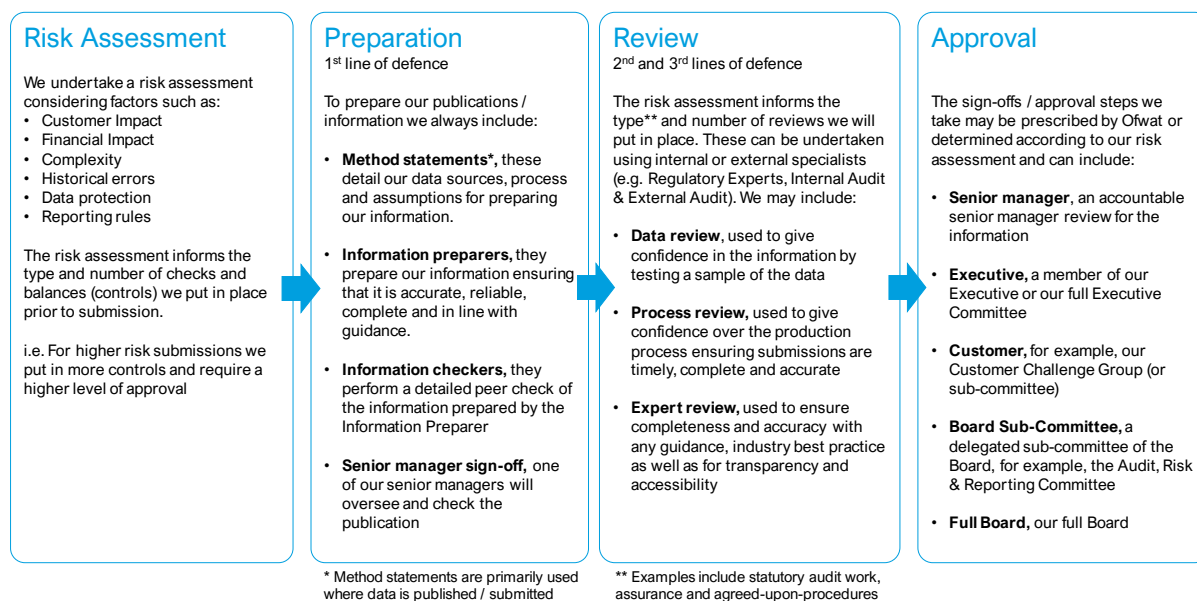 Risk Assessment
We undertake a risk assessment
considering factors such as:
• Customer Impact
• Financial Impact
• Complexity
• Historical errors
• Data protection
• Reporting rules
The risk assessment informs the
type and number of checks and
balances (controls) we put in place
prior to submission.
i.e. For higher risk submissions we
put in more controls and require a
higher level of approval
Preparation
1st line of defence
To prepare our publications /
information we always include:
• Method statements*, these
detail our data sources, process
and assumptions for preparing
our information.
• Information preparers, they
prepare our information ensuring
that it is accurate, reliable,
complete and in line with
guidance.
• Information checkers, they
perform a detailed peer check of
the information prepared by the
Information Preparer
• Senior manager sign-off, one
of our senior managers will
oversee and check the
publication
* Method statements are primarily used
where data is published / submitted
Review
2nd and 3rd lines of defence
The risk assessment informs the
type** and number of reviews we will
put in place. These can be undertaken
using internal or external specialists
(e.g. Regulatory Experts, Internal Audit
& External Audit). We may include:
• Data review, used to give
confidence in the information by
testing a sample of the data
• Process review, used to give
confidence over the production
process ensuring submissions are
timely, complete and accurate
• Expert review, used to ensure
completeness and accuracy with
any guidance, industry best practice
as well as for transparency and
accessibility
** Examples include statutory audit work,
assurance and agreed-upon-procedures
Approval
The sign-offs / approval steps we
take may be prescribed by Ofwat or
determined according to our risk
assessment and can include:
• Senior manager, an accountable
senior manager review for the
information
• Executive, a member of our
Executive or our full Executive
Committee
• Customer, for example, our
Customer Challenge Group (or
sub-committee)
• Board Sub-Committee, a
delegated sub-committee of the
Board, for example, the Audit, Risk
& Reporting Committee
• Full Board, our full Board